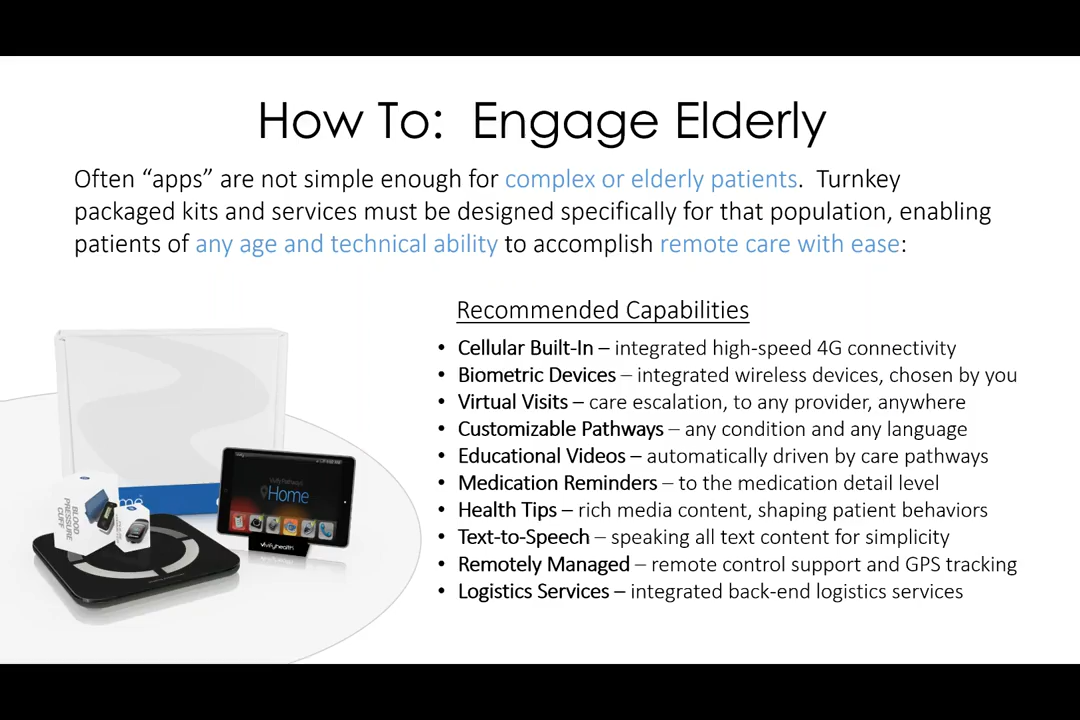 How To: Engage Elderly
Often “apps” are not simple enough for complex or elderly patients. Turnkey
packaged kits and services must be designed specifically for that population, enabling
patients of any age and technical ability to accomplish remote care with ease:
Recommended Capabilities
• Cellular Built-In – integrated high-speed 4G connectivity
• Biometric Devices – integrated wireless devices, chosen by you
• Virtual Visits – care escalation, to any provider, anywhere
• Customizable Pathways – any condition and any language
• Educational Videos – automatically driven by care pathways
• Medication Reminders – to the medication detail level
• Health Tips – rich media content, shaping patient behaviors
• Text-to-Speech – speaking all text content for simplicity
• Remotely Managed – remote control support and GPS tracking
• Logistics Services – integrated back-end logistics services
BLOOD
PRESSURE
CUFF
Vivify Pathways
Home
vivifyhealth